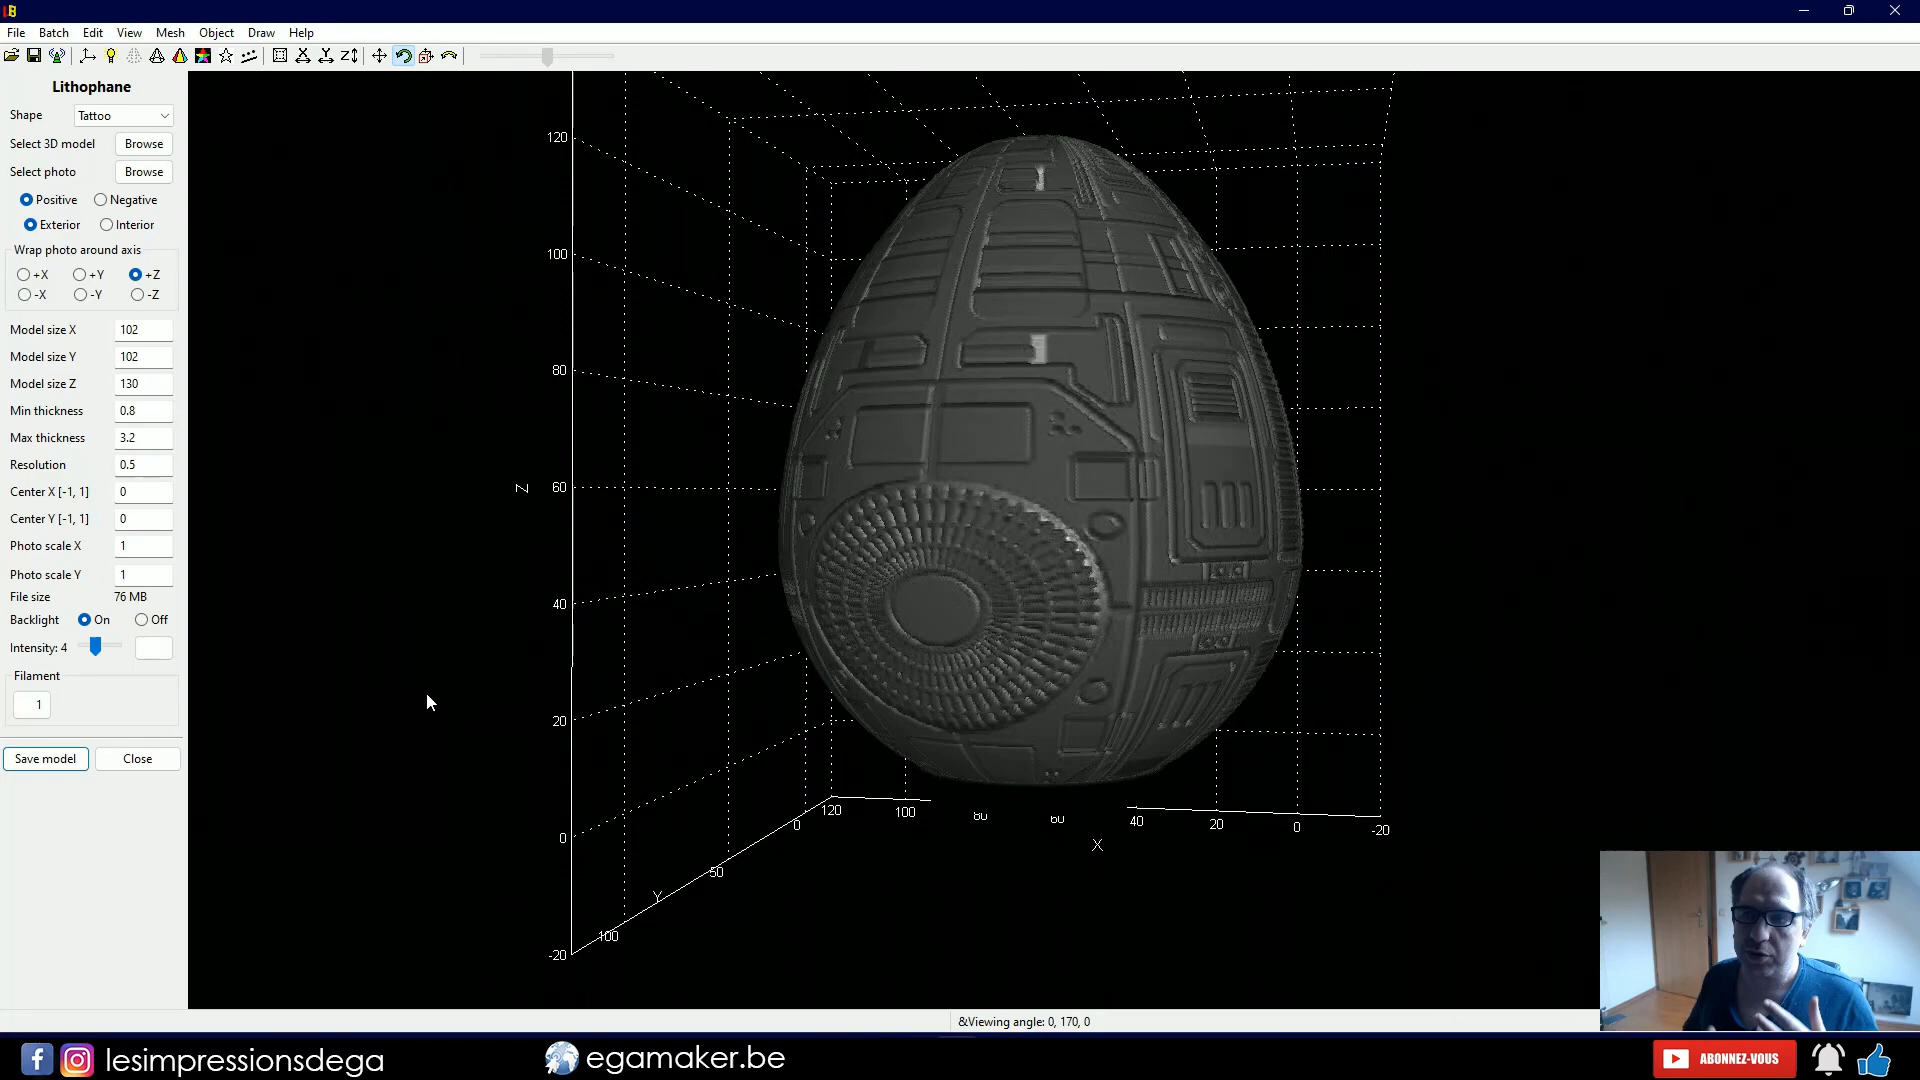 File Batch Edit View Mesh Object Draw Help
Lithophane
Shape Tattoo
Select 3D model Browse
Select photo Browse
Positive Negative
Exterior Interior
Wrap photo around axis
+X +Y +Z
-X -Y -Z
Model size X 102
Model size Y 102
Model size Z 130
Min thickness 0.8
Max thickness 3.2
Resolution 0.5
Center X [-1, 1] 0
Center Y [-1, 1] 0
Photo scale X 1
Photo scale Y 1
File size 76 MB
Backlight On Off
Intensity: 4
Filament
1
Save model Close
120
100
80
60
Z
40
20
0
-20
100
50
0
Y
120 100 80 60 40 20 0 -20
X
&Viewing angle: 0, 170, 0
lesimpressionsdega egamaker.be ABONNEZ-VOUS